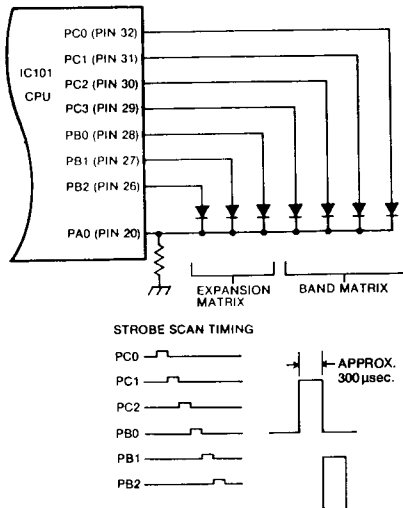 PC0 (PIN 32)
PC1 (PIN 31)
IC101
CPU
PC2 (PIN 30)
PC3 (PIN 29)
PB0 (PIN 28)
PB1 (PIN 27)
PB2 (PIN 26)
PA0 (PIN 20)
EXPANSION
MATRIX
BAND MATRIX
STROBE SCAN TIMING
PC0
PC1
PC2
PB0
PB1
PB2
APPROX.
300µsec.